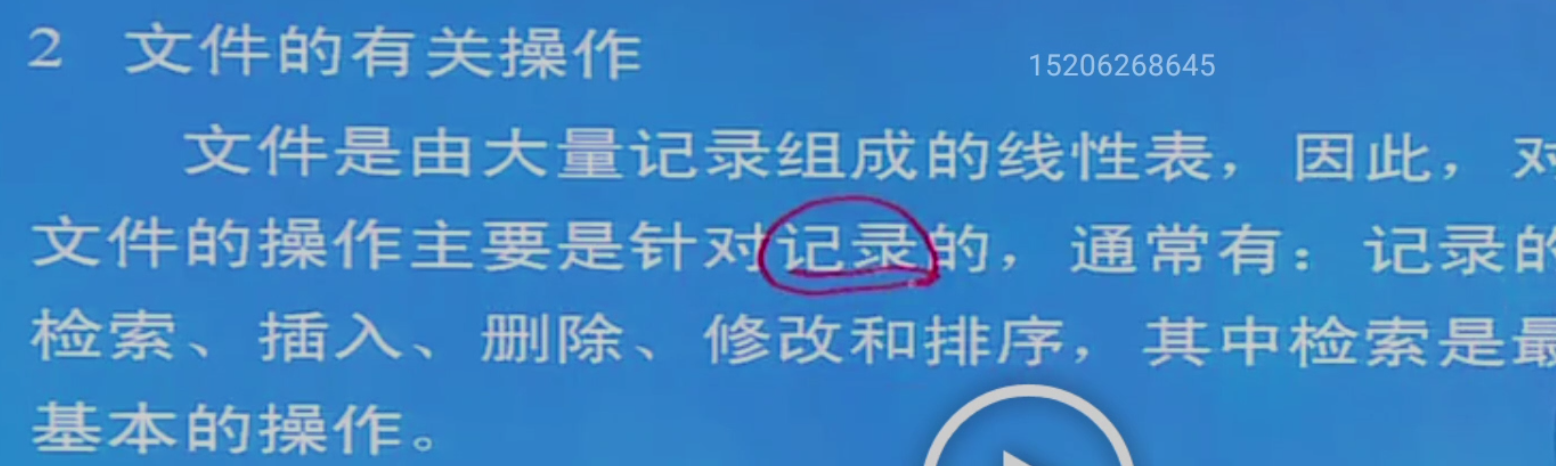 2 文件的有关操作
15206268645
文件是由大量记录组成的线性表，因此，对
文件的操作主要是针对记录的，通常有：记录的
检索、插入、删除、修改和排序，其中检索是最
基本的操作。